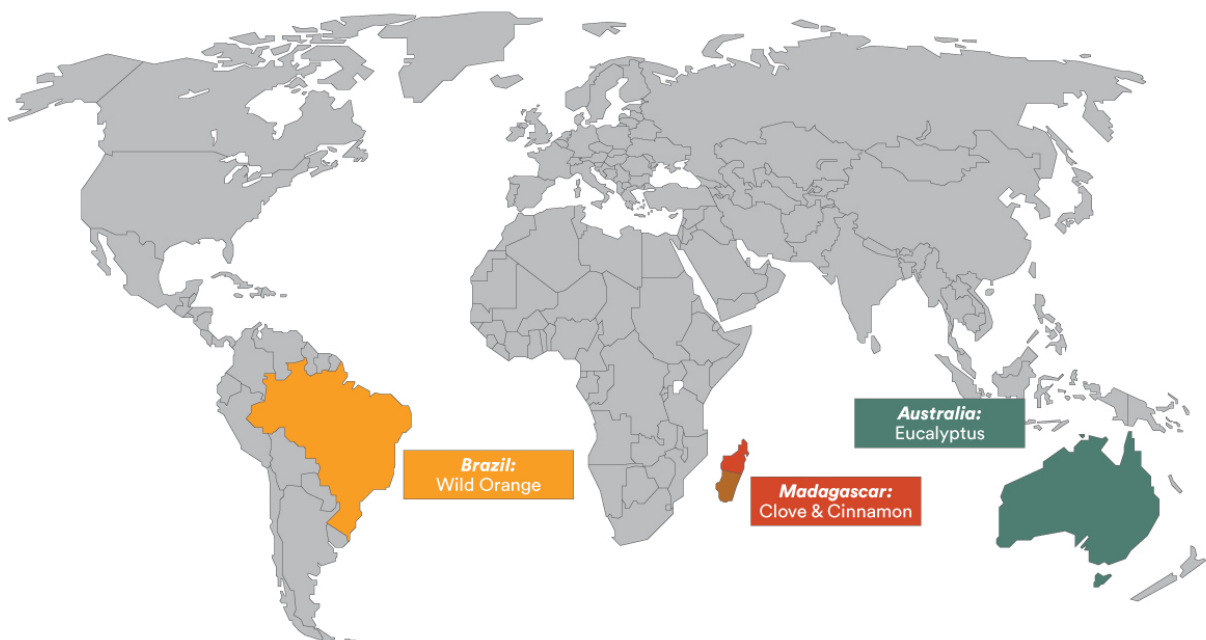 Australia:
Eucalyptus
Brazil:
Wild Orange
Madagascar:
Clove & Cinnamon